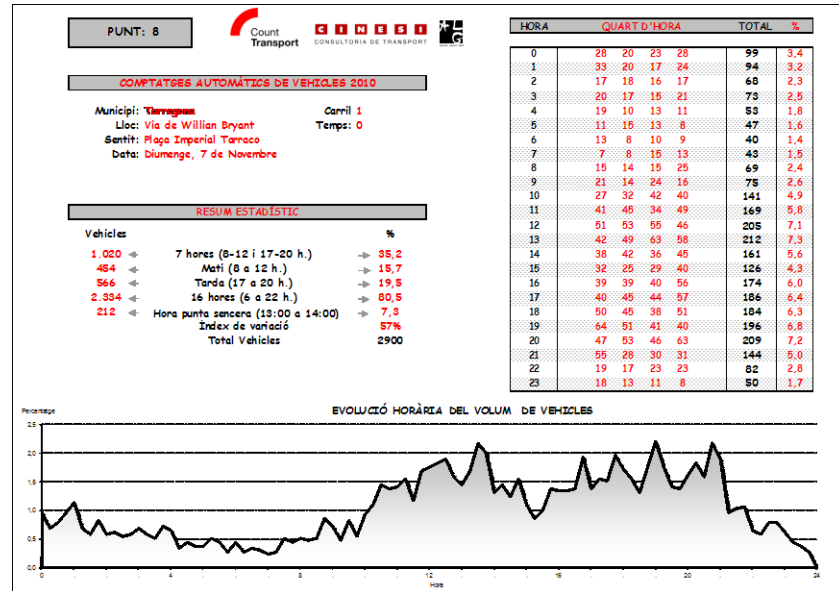 PUNT: 8
Count
Transport
CINESI
CONSULTORIA DE TRANSPORT
COMPTATGES AUTOMÀTICS DE VEHICLES 2010
Municipi: Carril 1
Lloc: Via de Willian Bryant Temps: 0
Sentit: Plaça Imperial Tarraco
Data: Diumenge, 7 de Novembre
RESUM ESTADÍSTIC
Vehicles %
1.020 7 hores (8-12 i 17-20 h.) 35,2
454 Matí (8 a 12 h.) 15,7
566 Tarda (17 a 20 h.) 19,5
2.334 16 hores (6 a 22 h.) 80,5
212 Hora punta sencera (13:00 a 14:00) 7,3
Índex de variació 57%
Total Vehicles 2900
HORA QUART D'HORA TOTAL %
0 28 20 23 28 99 3,4
1 33 20 17 24 94 3,2
2 17 18 16 17 68 2,3
3 20 17 15 21 73 2,5
4 19 10 13 11 53 1,8
5 11 15 13 8 47 1,6
6 13 8 10 9 40 1,4
7 7 8 15 13 43 1,5
8 15 14 15 25 69 2,4
9 21 14 24 16 75 2,6
10 27 32 42 40 141 4,9
11 41 45 34 49 169 5,8
12 51 53 55 46 205 7,1
13 42 49 63 58 212 7,3
14 38 42 36 45 161 5,6
15 32 25 29 40 126 4,3
16 39 39 40 56 174 6,0
17 40 45 44 57 186 6,4
18 50 45 38 51 184 6,3
19 64 51 41 40 196 6,8
20 47 53 46 63 209 7,2
21 55 28 30 31 144 5,0
22 19 17 23 23 82 2,8
23 18 13 11 8 50 1,7
EVOLUCIÓ HORÀRIA DEL VOLUM DE VEHICLES
Percentatge
2,5
2,0
1,5
1,0
0,5
0,0
0 4 8 12 16 20 24
Hora